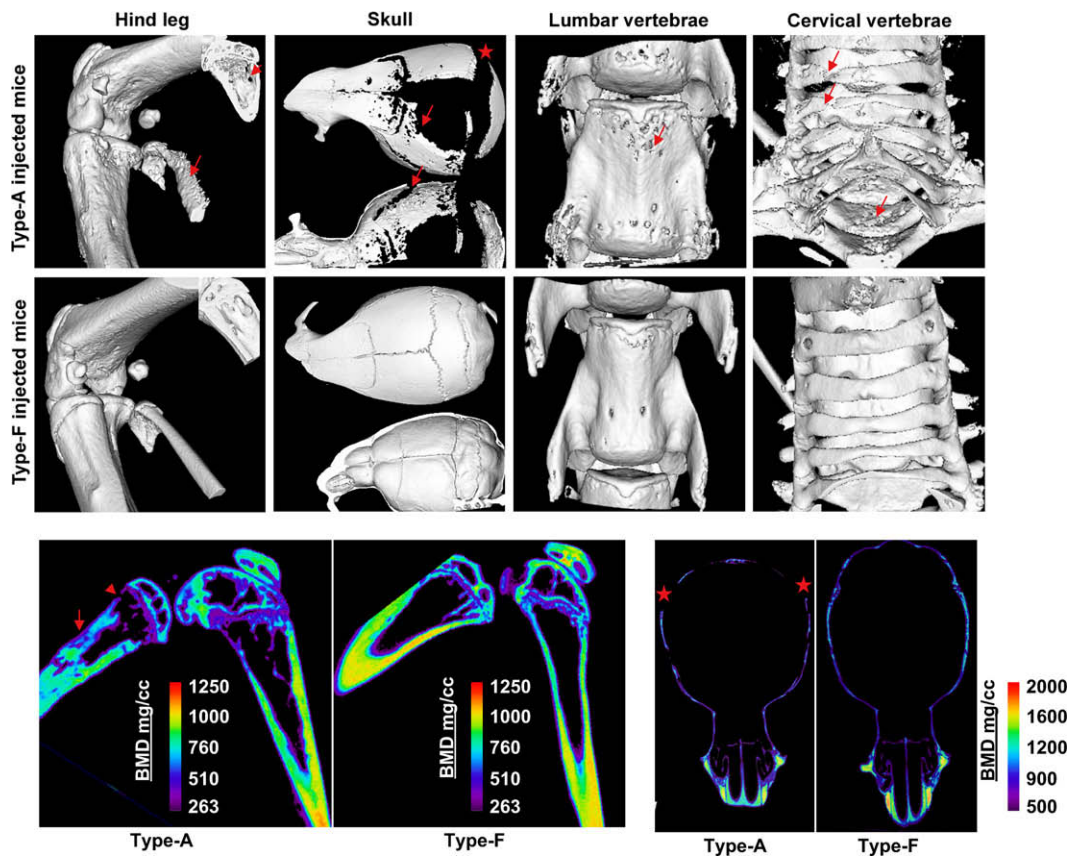 Hind leg
Skull
Lumbar vertebrae
Cervical vertebrae
Type-A injected mice
Type-F injected mice
BMD mg/cc
1250
1000
760
510
263
BMD mg/cc
1250
1000
760
510
263
BMD mg/cc
2000
1600
1200
900
500
Type-A
Type-F
Type-A
Type-F